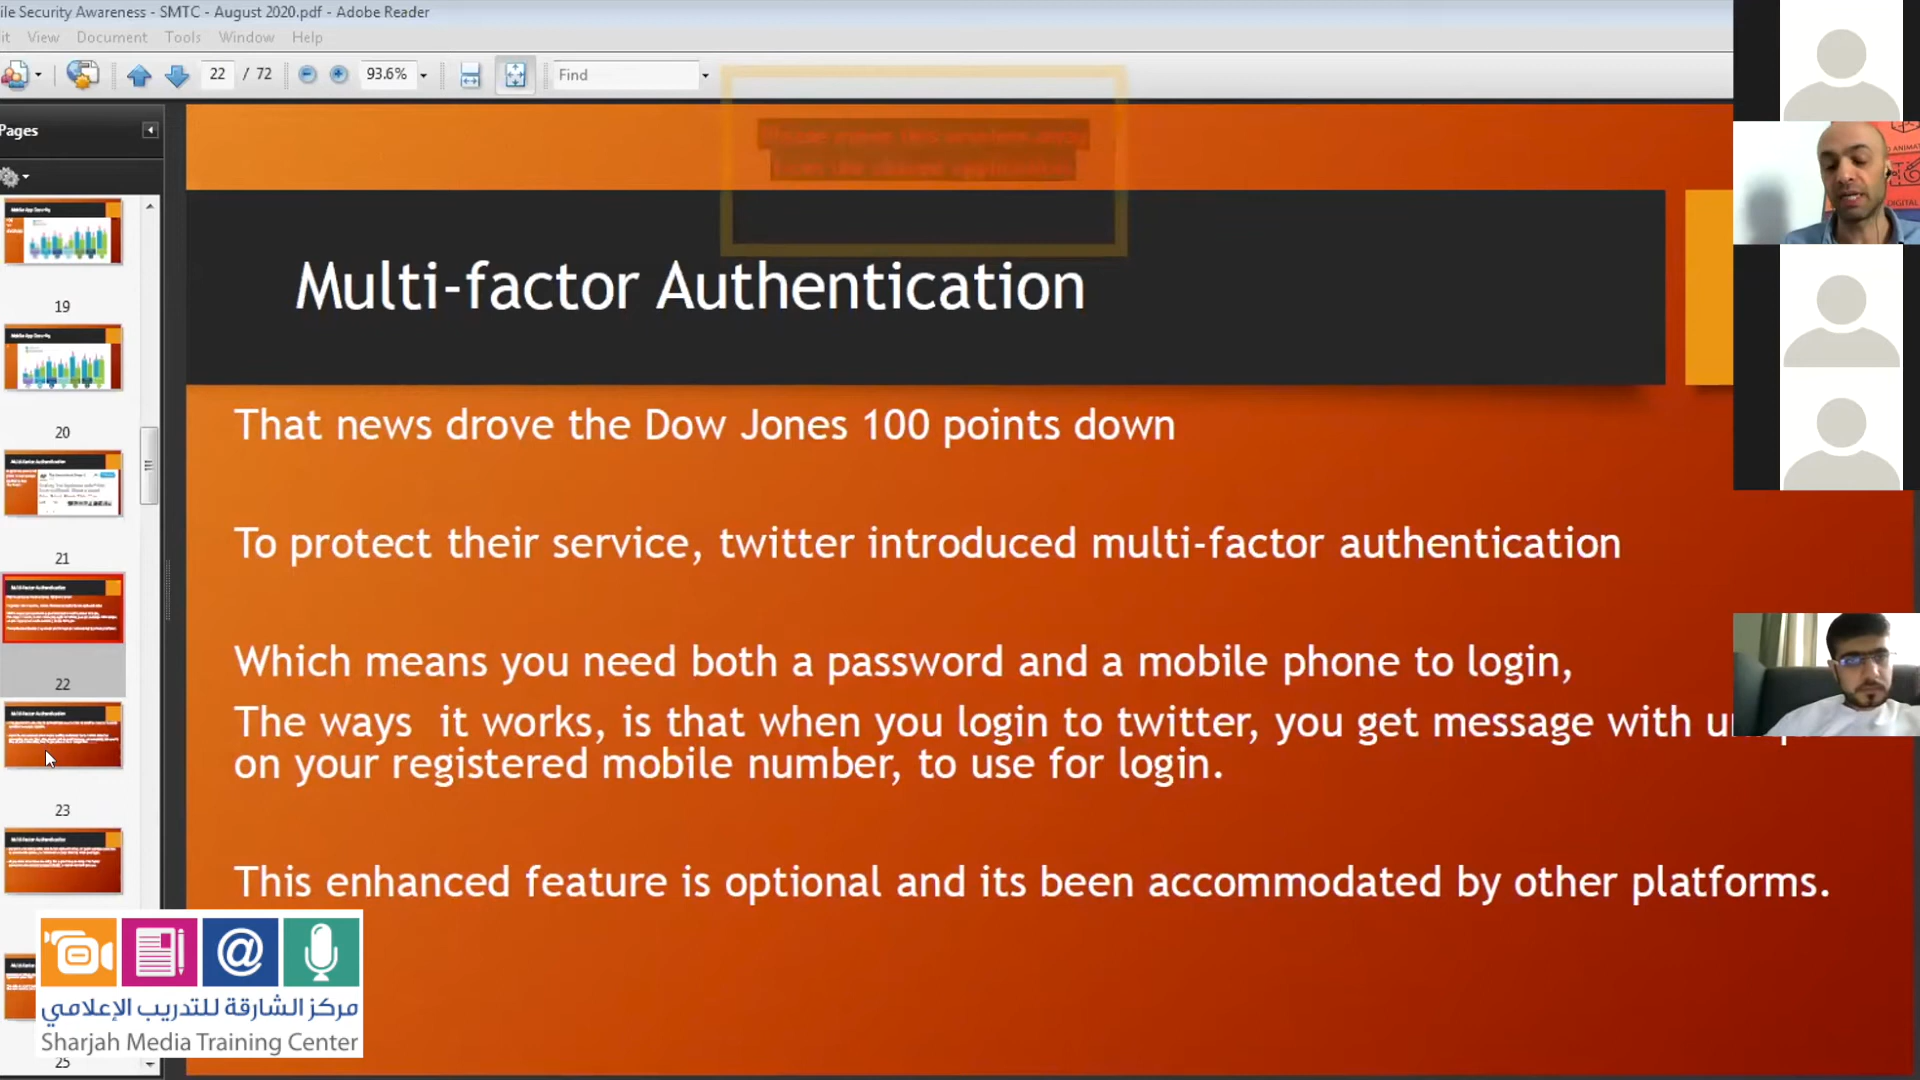 ile Security Awareness - SMTC - August 2020.pdf - Adobe Reader
it View Document Tools Window Help
22 / 72 93.6% Find
Pages
19
20
21
22
23
25
Multi-factor Authentication
That news drove the Dow Jones 100 points down
To protect their service, twitter introduced multi-factor authentication
Which means you need both a password and a mobile phone to login,
The ways it works, is that when you login to twitter, you get message with
on your registered mobile number, to use for login.
This enhanced feature is optional and its been accommodated by other platforms.
مركز الشارقة للتدريب الإعلامي
Sharjah Media Training Center
DIGITAL